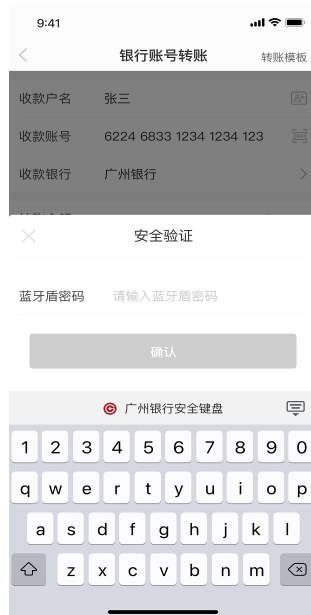 9:41
银行账号转账
转账模板
收款户名 张三
收款账号 6224 6833 1234 1234 123
收款银行 广州银行
安全验证
蓝牙盾密码 请输入蓝牙盾密码
确认
广州银行安全键盘
1 2 3 4 5 6 7 8 9 0
q w e r t y u i o p
a s d f g h j k l
z x c v b n m